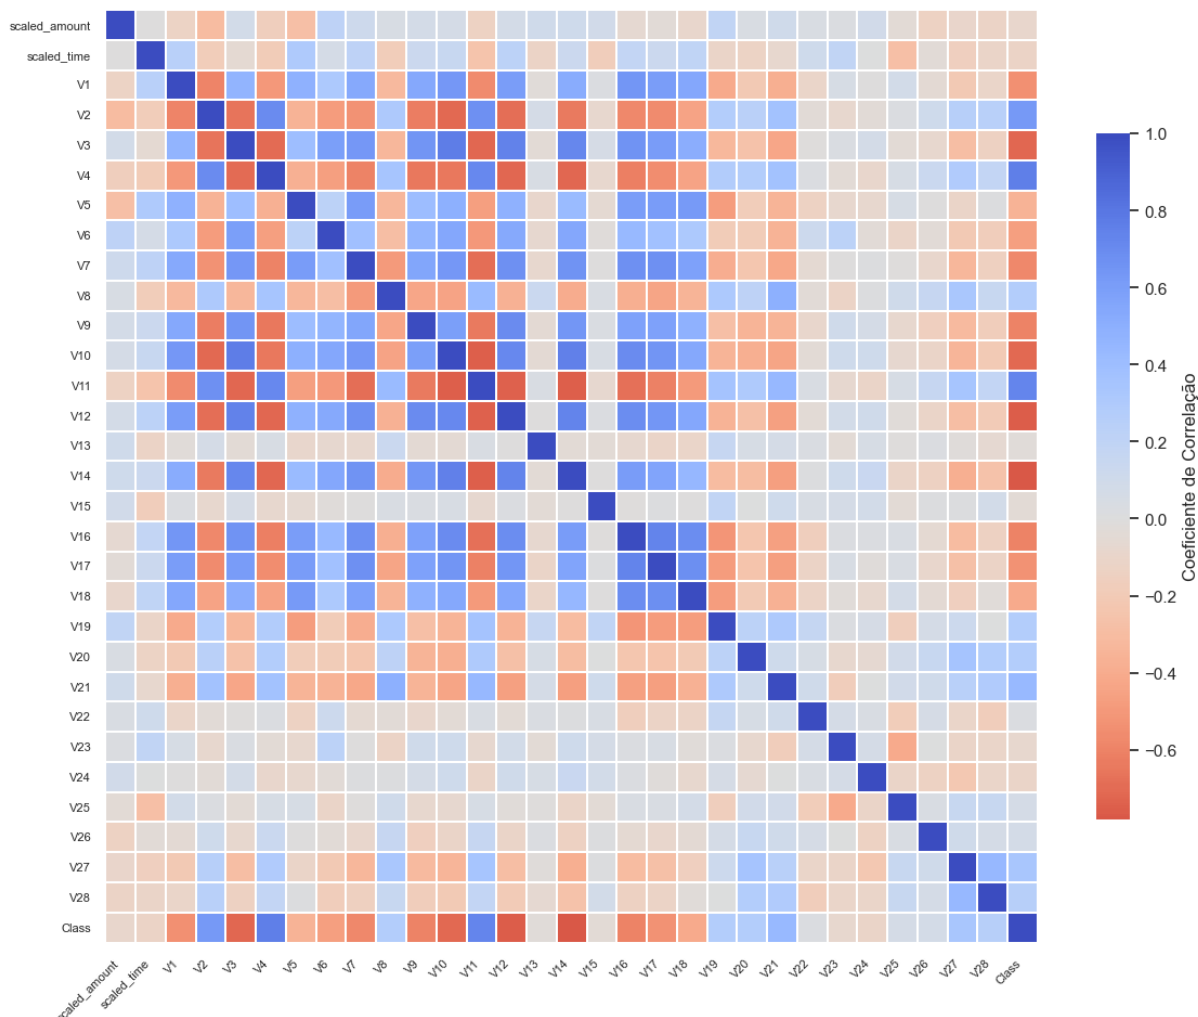 scaled_amount
scaled_time
V1
V2
V3
V4
V5
V6
V7
V8
V9
V10
V11
V12
V13
V14
V15
V16
V17
V18
V19
V20
V21
V22
V23
V24
V25
V26
V27
V28
Class
scaled_amount
scaled_time
V1
V2
V3
V4
V5
V6
V7
V8
V9
V10
V11
V12
V13
V14
V15
V16
V17
V18
V19
V20
V21
V22
V23
V24
V25
V26
V27
V28
Class
1.0
0.8
0.6
0.4
0.2
0.0
−0.2
−0.4
−0.6
Coeficiente de Correlação